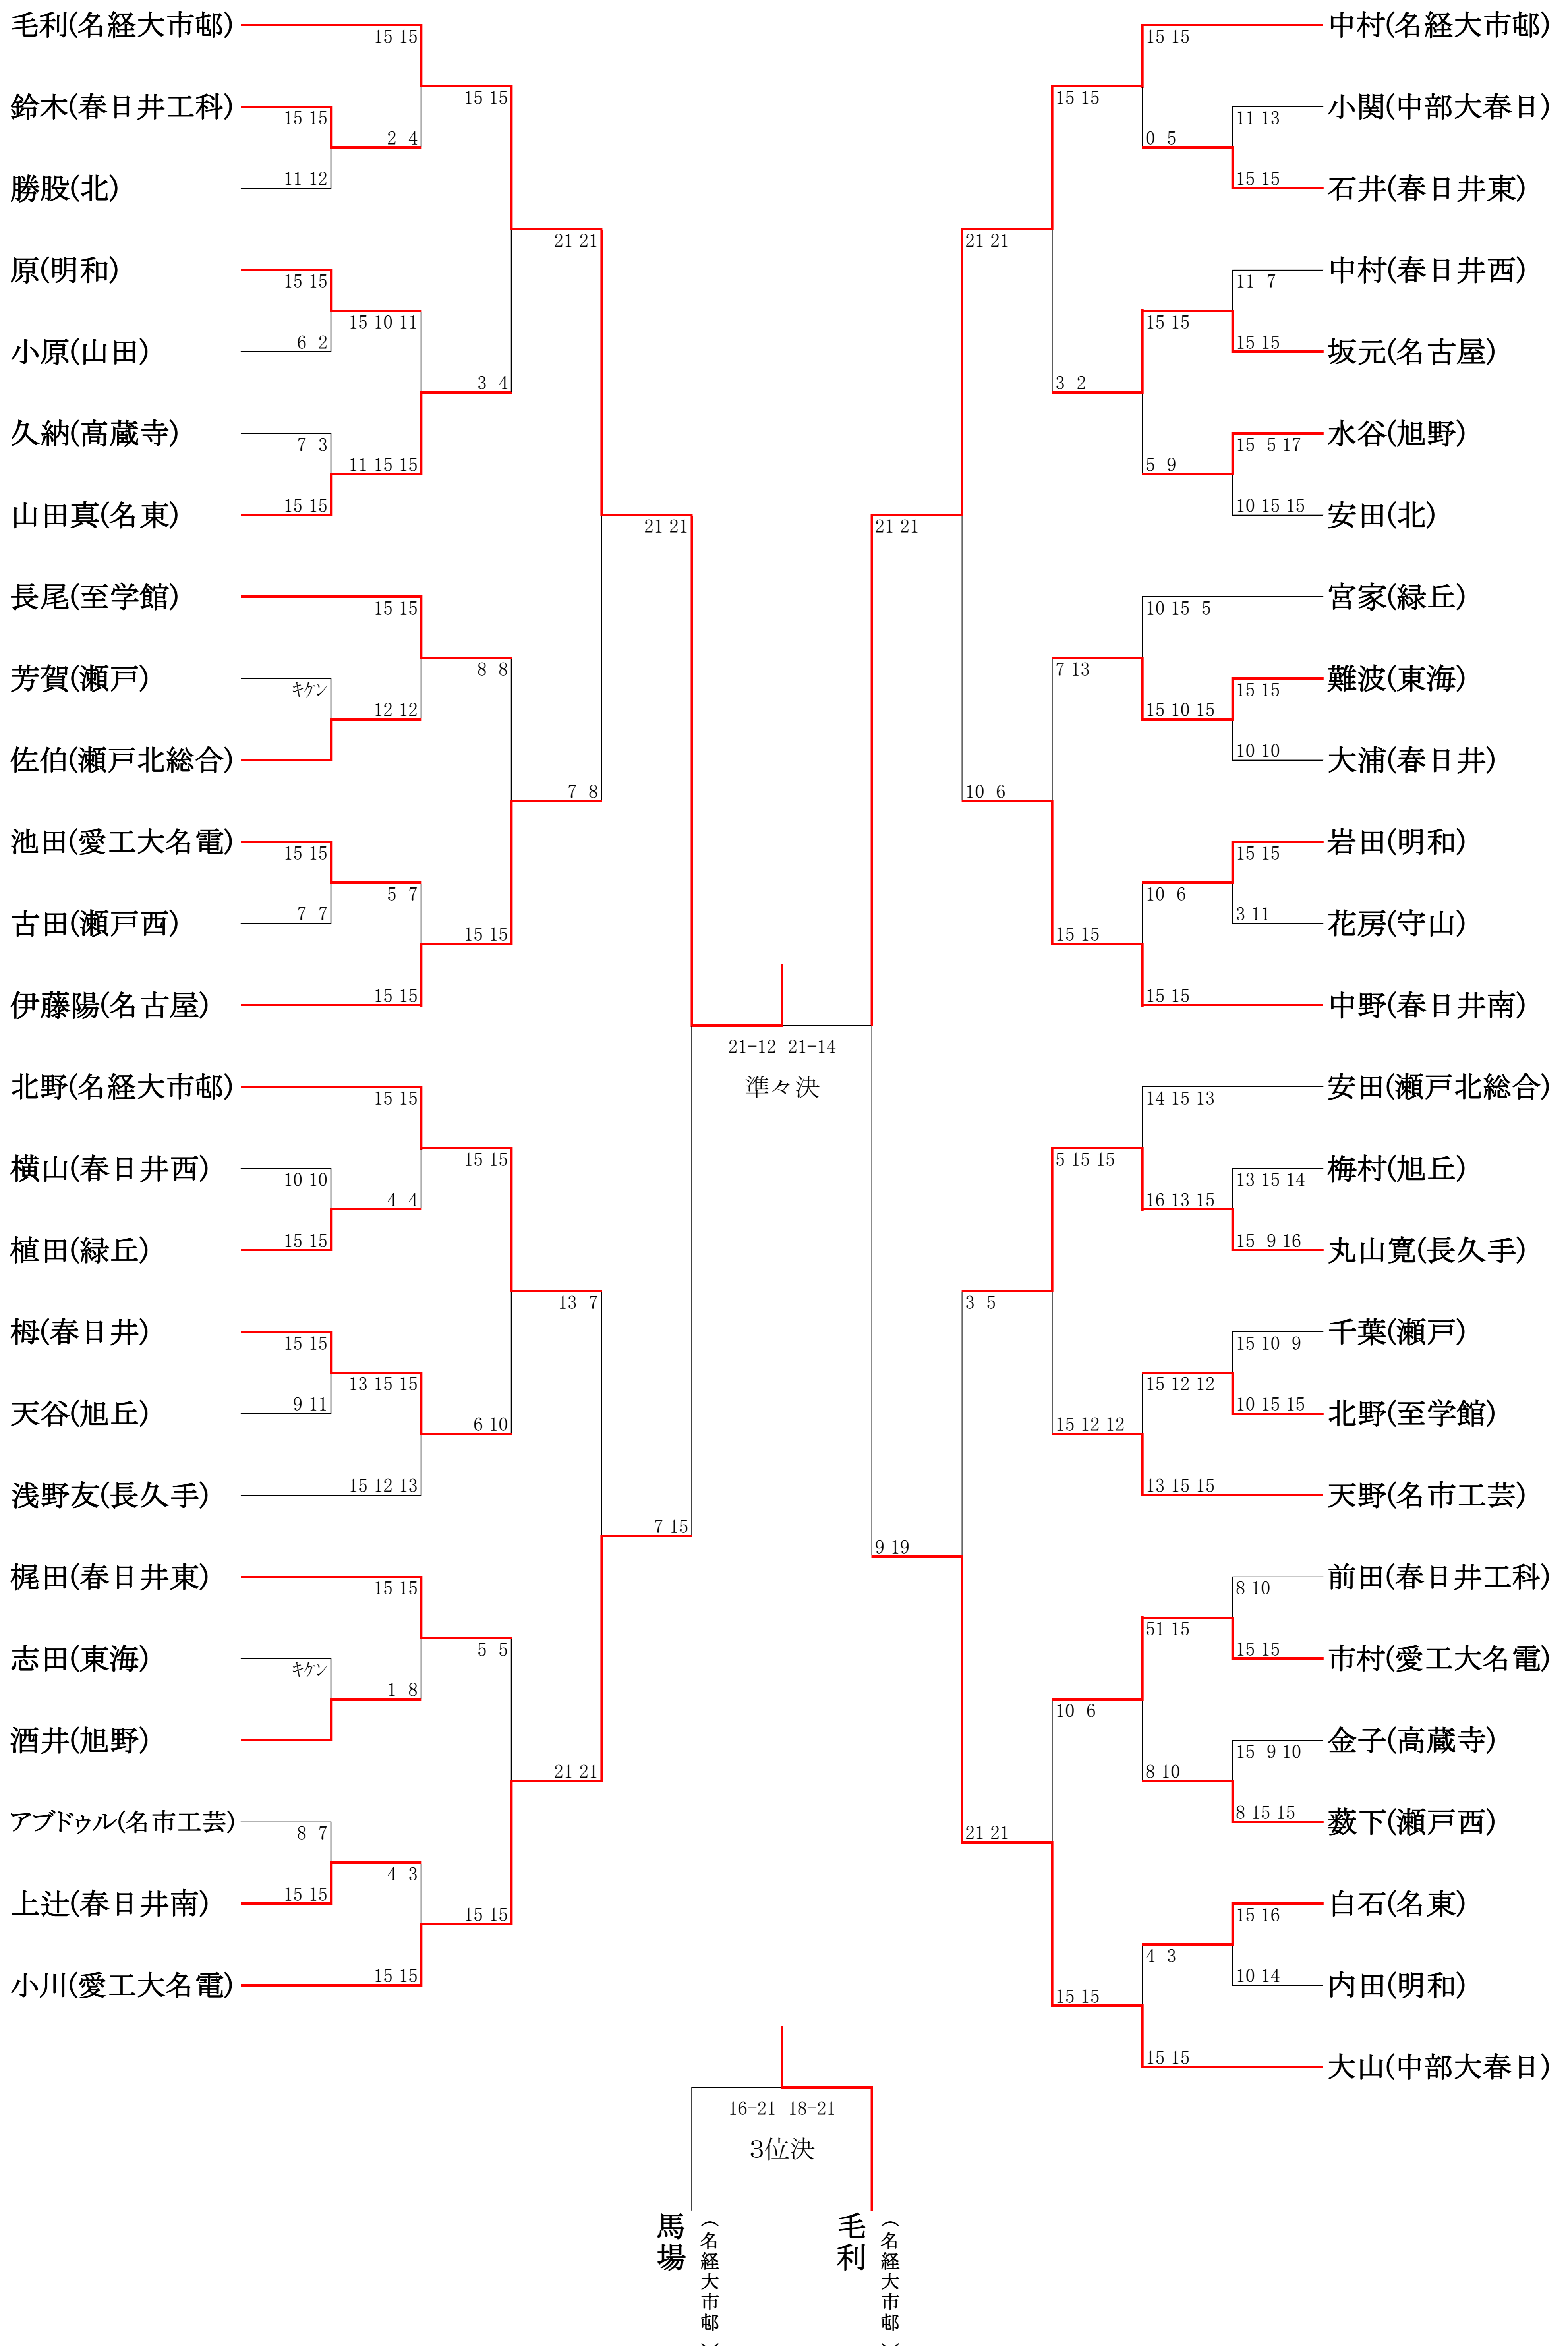 毛利(名経大市邨)
15 15
鈴木(春日井工科)
15 15
15 15
2 4
勝股(北)
11 12
原(明和)
15 15
21 21
15 10 11
小原(山田)
6 2
3 4
久納(高蔵寺)
7 3
11 15 15
山田真(名東)
15 15
21 21
長尾(至学館)
15 15
芳賀(瀬戸)
キケン
8 8
12 12
佐伯(瀬戸北総合)
7 8
池田(愛工大名電)
15 15
5 7
古田(瀬戸西)
7 7
15 15
伊藤陽(名古屋)
15 15
北野(名経大市邨)
15 15
横山(春日井西)
10 10
15 15
4 4
植田(緑丘)
15 15
13 7
栂(春日井)
15 15
13 15 15
天谷(旭丘)
9 11
6 10
浅野友(長久手)
15 12 13
7 15
梶田(春日井東)
15 15
志田(東海)
キケン
5 5
1 8
酒井(旭野)
21 21
アブドゥル(名市工芸)
8 7
4 3
上辻(春日井南)
15 15
15 15
小川(愛工大名電)
15 15
21-12 21-14
準々決
中村(名経大市邨)
15 15
小関(中部大春日)
15 15
11 13
0 5
石井(春日井東)
15 15
中村(春日井西)
21 21
11 7
15 15
坂元(名古屋)
15 15
3 2
水谷(旭野)
15 5 17
5 9
安田(北)
10 15 15
21 21
宮家(緑丘)
10 15 5
難波(東海)
7 13
15 15
15 10 15
大浦(春日井)
10 10
10 6
岩田(明和)
15 15
10 6
花房(守山)
3 11
15 15
中野(春日井南)
15 15
安田(瀬戸北総合)
14 15 13
梅村(旭丘)
5 15 15
13 15 14
16 13 15
丸山寛(長久手)
15 9 16
3 5
千葉(瀬戸)
15 10 9
15 12 12
北野(至学館)
10 15 15
15 12 12
天野(名市工芸)
13 15 15
9 19
前田(春日井工科)
8 10
51 15
市村(愛工大名電)
15 15
10 6
金子(高蔵寺)
15 9 10
8 10
薮下(瀬戸西)
8 15 15
21 21
白石(名東)
15 16
4 3
内田(明和)
10 14
15 15
大山(中部大春日)
15 15
16-21 18-21
3位決
馬場
(名経大市邨)
毛利
(名経大市邨)